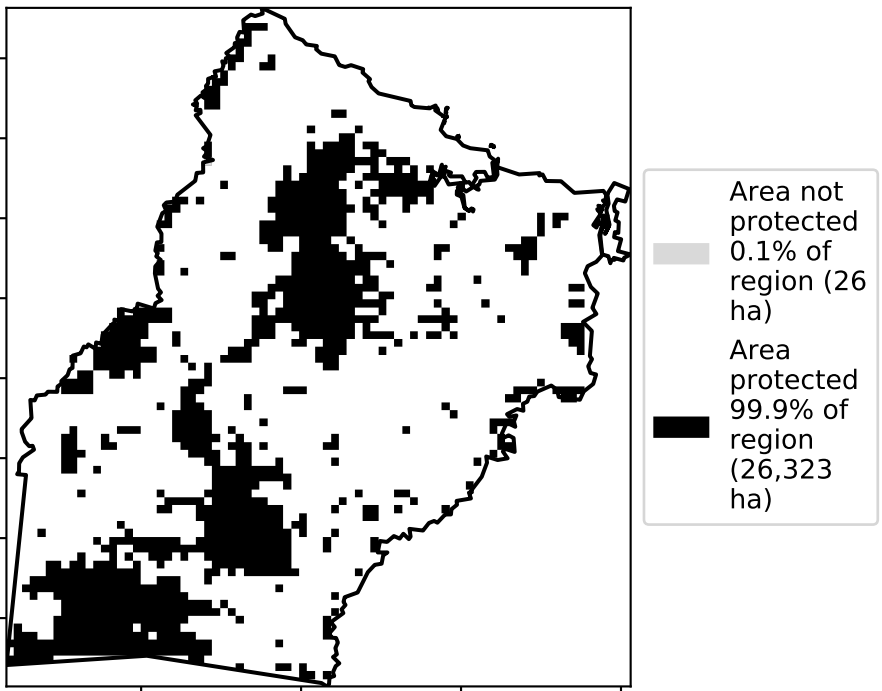 Area not
protected
0.1% of
region (26
ha)
Area
protected
99.9% of
region
(26,323
ha)